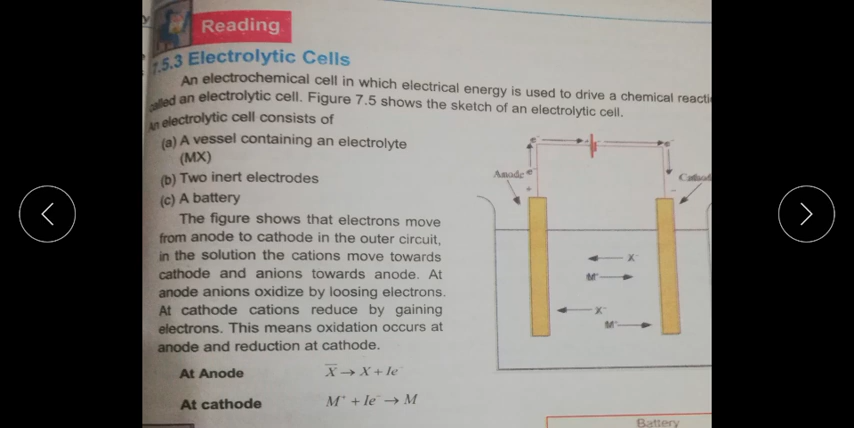 Reading
7.5.3 Electrolytic Cells
An electrochemical cell in which electrical energy is used to drive a chemical reacti
called an electrolytic cell. Figure 7.5 shows the sketch of an electrolytic cell.
An electrolytic cell consists of
(a) A vessel containing an electrolyte
(MX)
(b) Two inert electrodes
(c) A battery
The figure shows that electrons move
from anode to cathode in the outer circuit,
in the solution the cations move towards
cathode and anions towards anode. At
anode anions oxidize by loosing electrons.
At cathode cations reduce by gaining
electrons. This means oxidation occurs at
anode and reduction at cathode.
At Anode X̅ → X + le⁻
At cathode M⁺ + le⁻ → M
e⁻ e⁻
Anode e⁻ Cathod
+ −
X⁻
M⁺
X⁻
M⁺
Battery